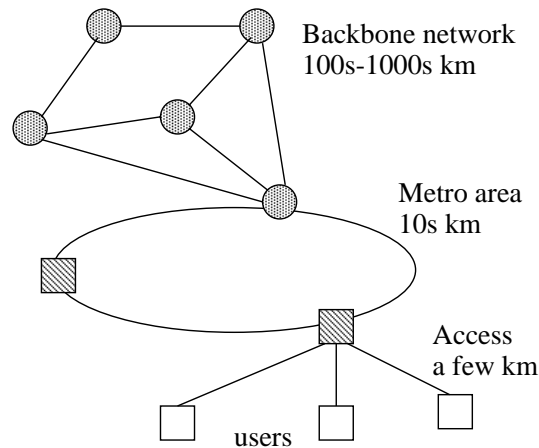 Backbone network
100s-1000s km
Metro area
10s km
Access
a few km
users